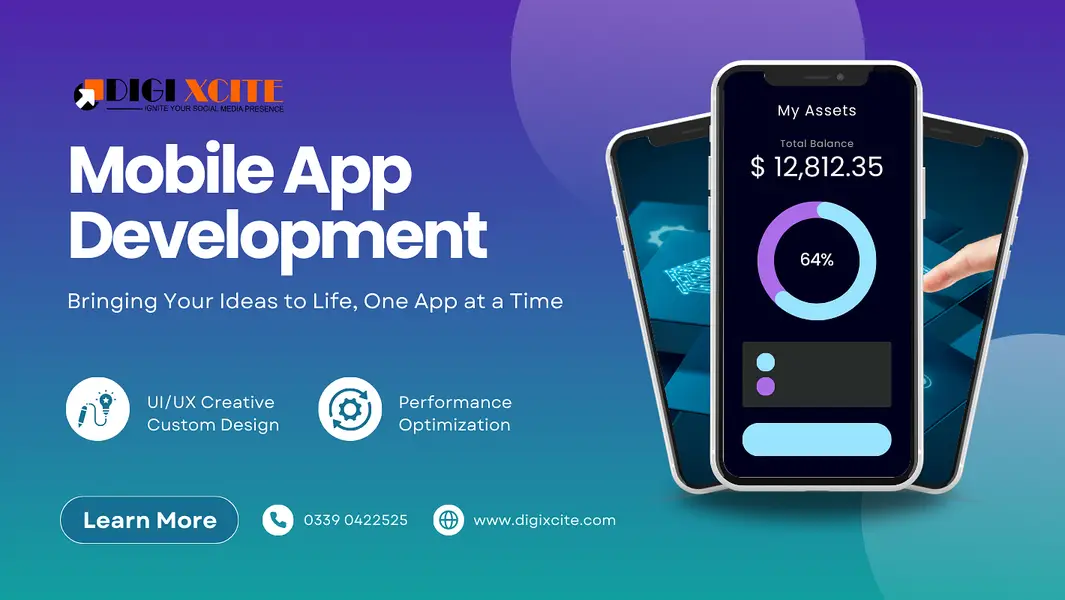 DIGI XCITE
IGNITE YOUR SOCIAL MEDIA PRESENCE
Mobile App
Development
Bringing Your Ideas to Life, One App at a Time
UI/UX Creative
Custom Design
Performance
Optimization
Learn More
0339 0422525
www.digixcite.com
My Assets
Total Balance
$ 12,812.35
64%